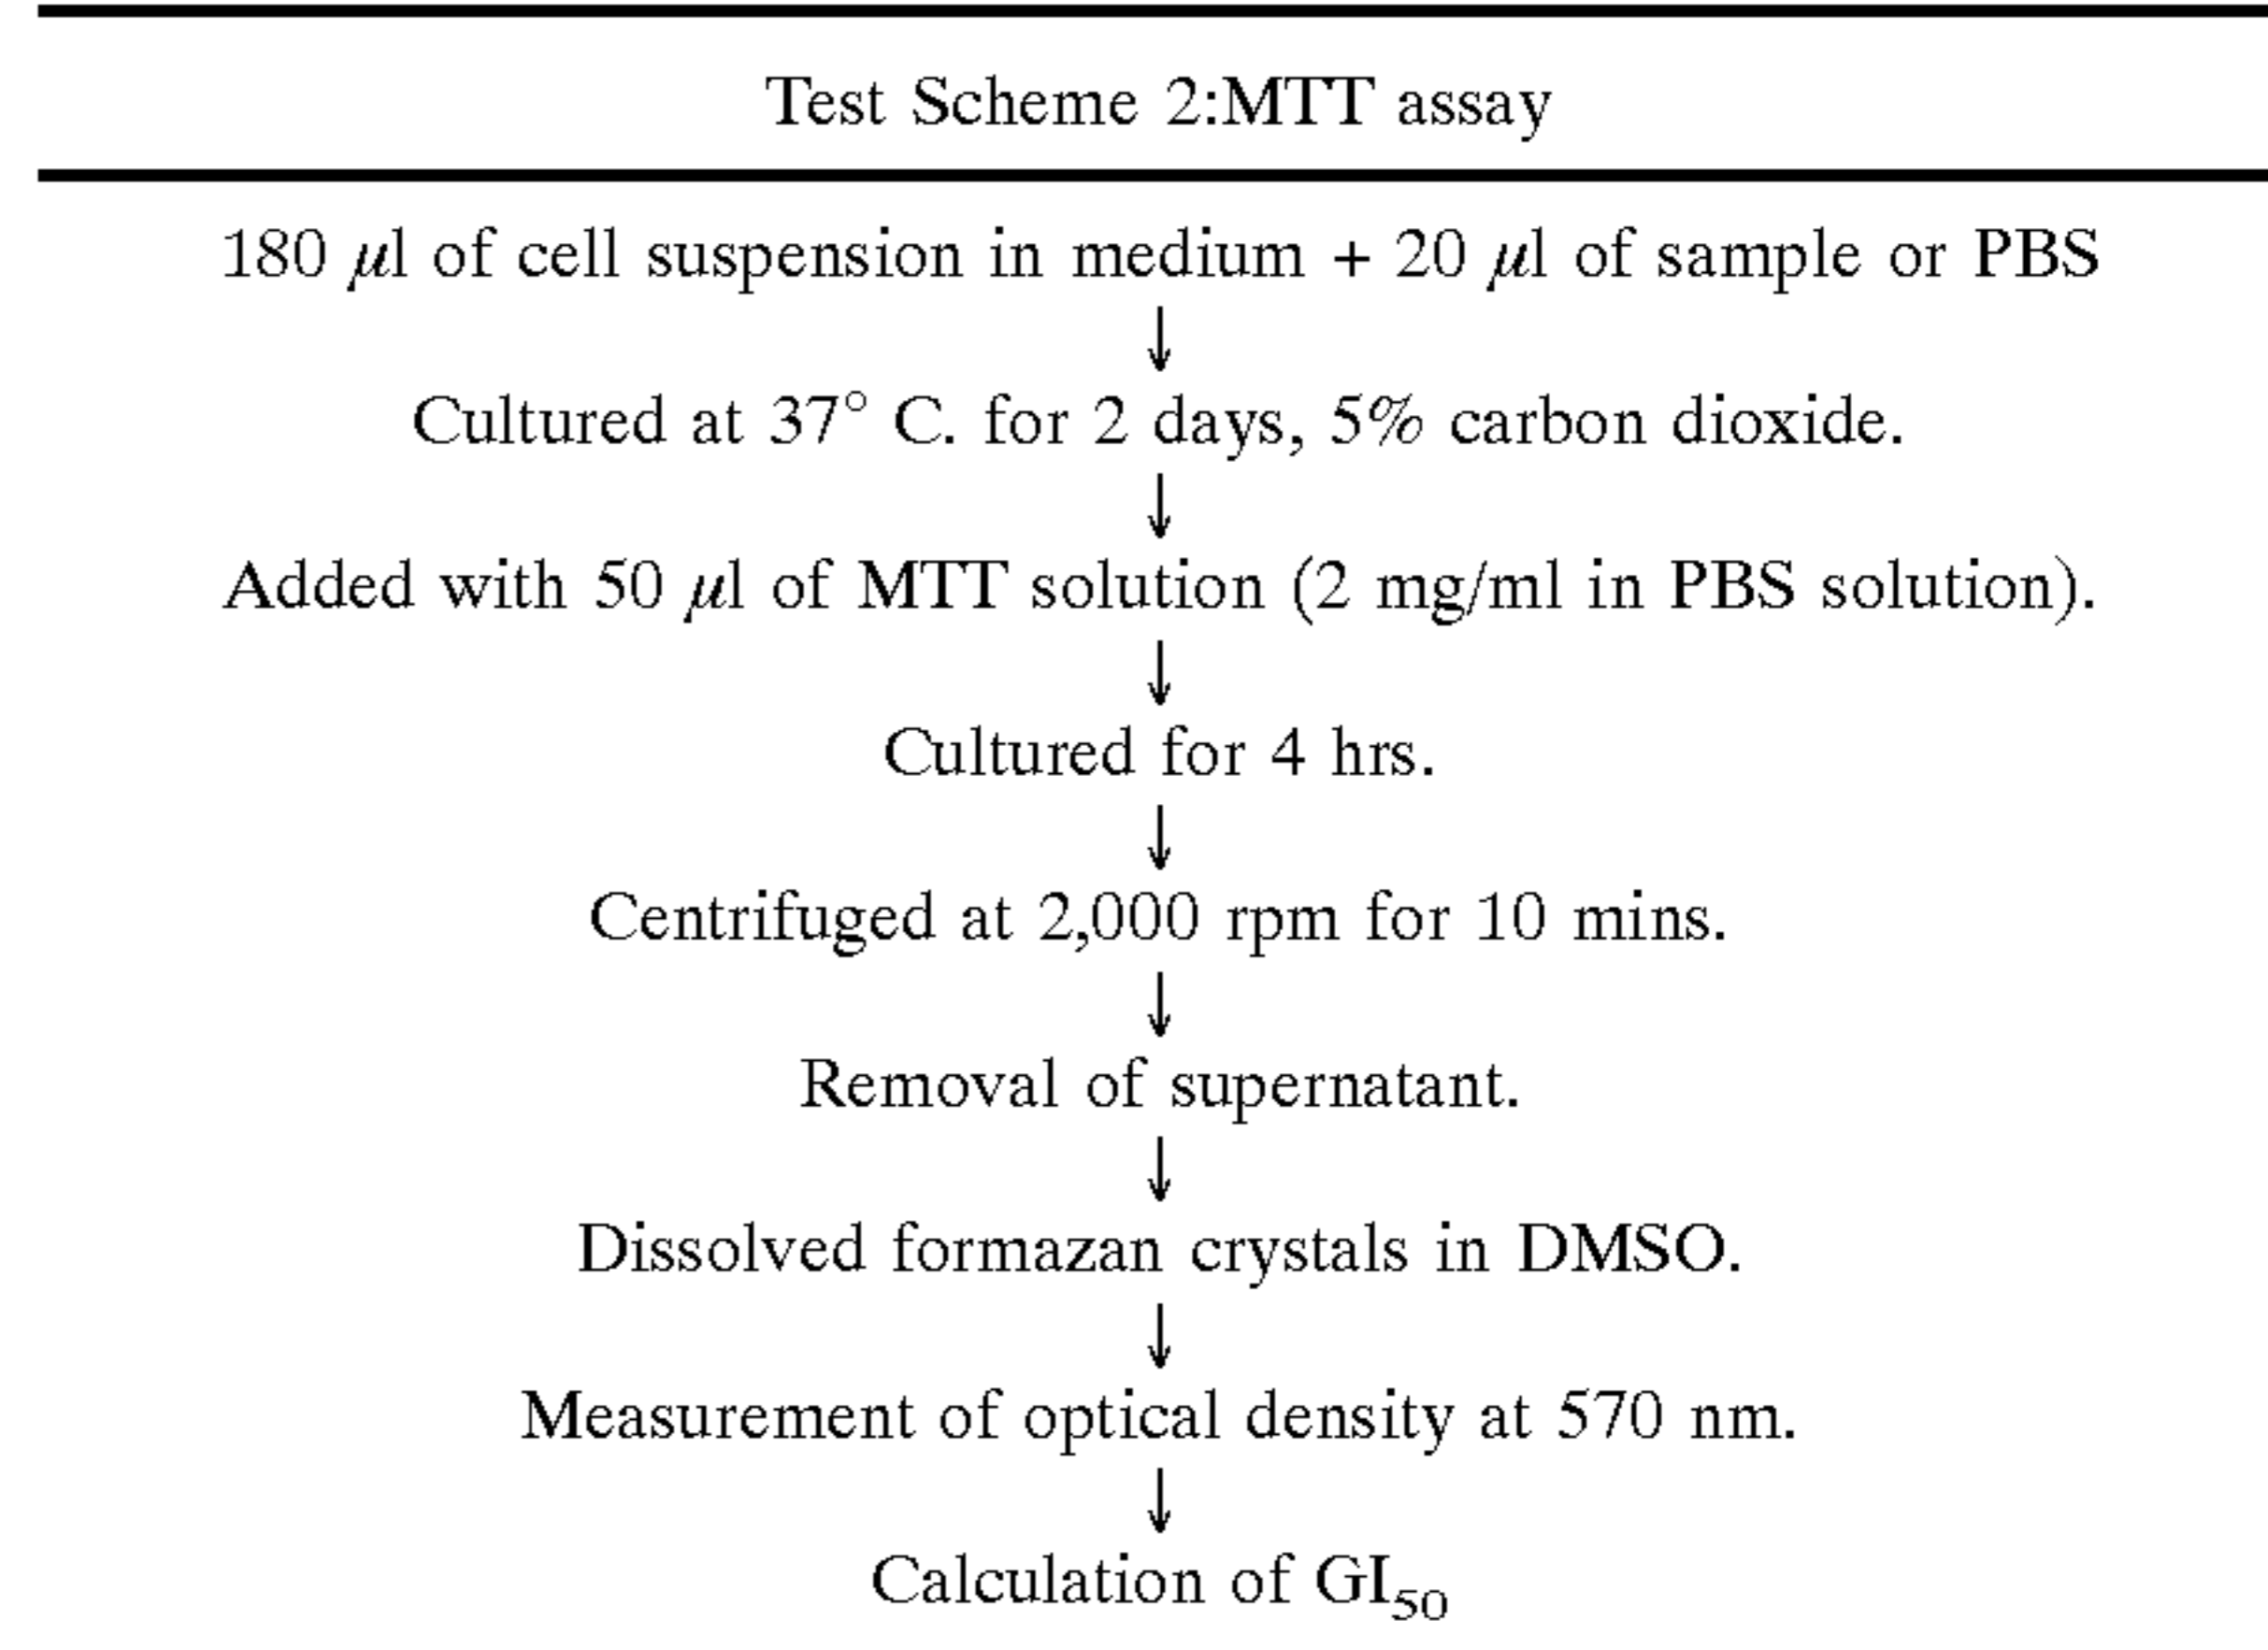 Test Scheme 2:MTT assay
180 μl of cell suspension in medium + 20 μl of sample or PBS
↓
Cultured at 37° C. for 2 days, 5% carbon dioxide.
↓
Added with 50 μl of MTT solution (2 mg/ml in PBS solution).
↓
Cultured for 4 hrs.
↓
Centrifuged at 2,000 rpm for 10 mins.
↓
Removal of supernatant.
↓
Dissolved formazan crystals in DMSO.
↓
Measurement of optical density at 570 nm.
↓
Calculation of GI₅₀